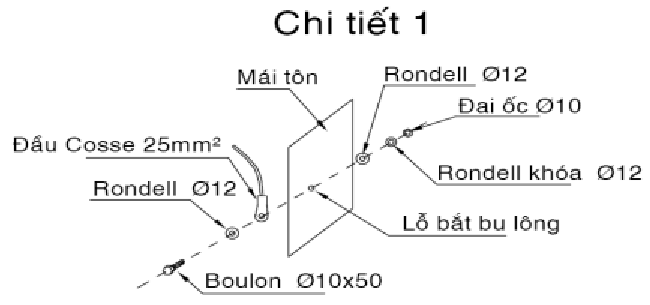 Chi tiết 1
Mái tôn
Rondell Ø12
Đai ốc Ø10
Đầu Cosse 25mm²
Rondell khóa Ø12
Rondell Ø12
Lỗ bắt bu lông
Boulon Ø10x50